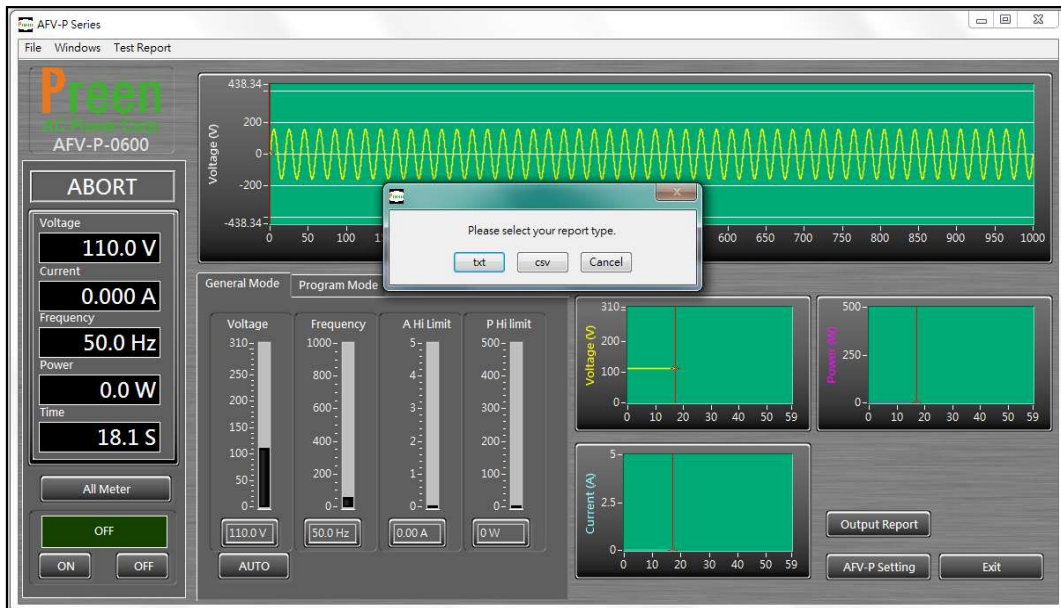 AFV-P Series
File Windows Test Report
Preen
AC Power Corp.
AFV-P-0600
ABORT
Voltage
110.0 V
Current
0.000 A
Frequency
50.0 Hz
Power
0.0 W
Time
18.1 S
All Meter
OFF
ON OFF
Voltage (V)
438.34
200
0
-200
-438.34
0 50 100 600 650 700 750 800 850 900 950 1000
Please select your report type.
txt csv Cancel
General Mode Program Mode
Voltage Frequency A Hi Limit P Hi limit
310 1000 5 500
250 800 4 400
200 600 3 300
150 400 2 200
100 200 1 100
50 0 0 0
0
110.0 V 50.0 Hz 0.00 A 0 W
AUTO
Voltage (V)
310
200
100
0
0 10 20 30 40 50 59
Power (W)
500
250
0
0 10 20 30 40 50 59
Current (A)
5
2.5
0
0 10 20 30 40 50 59
Output Report
AFV-P Setting Exit